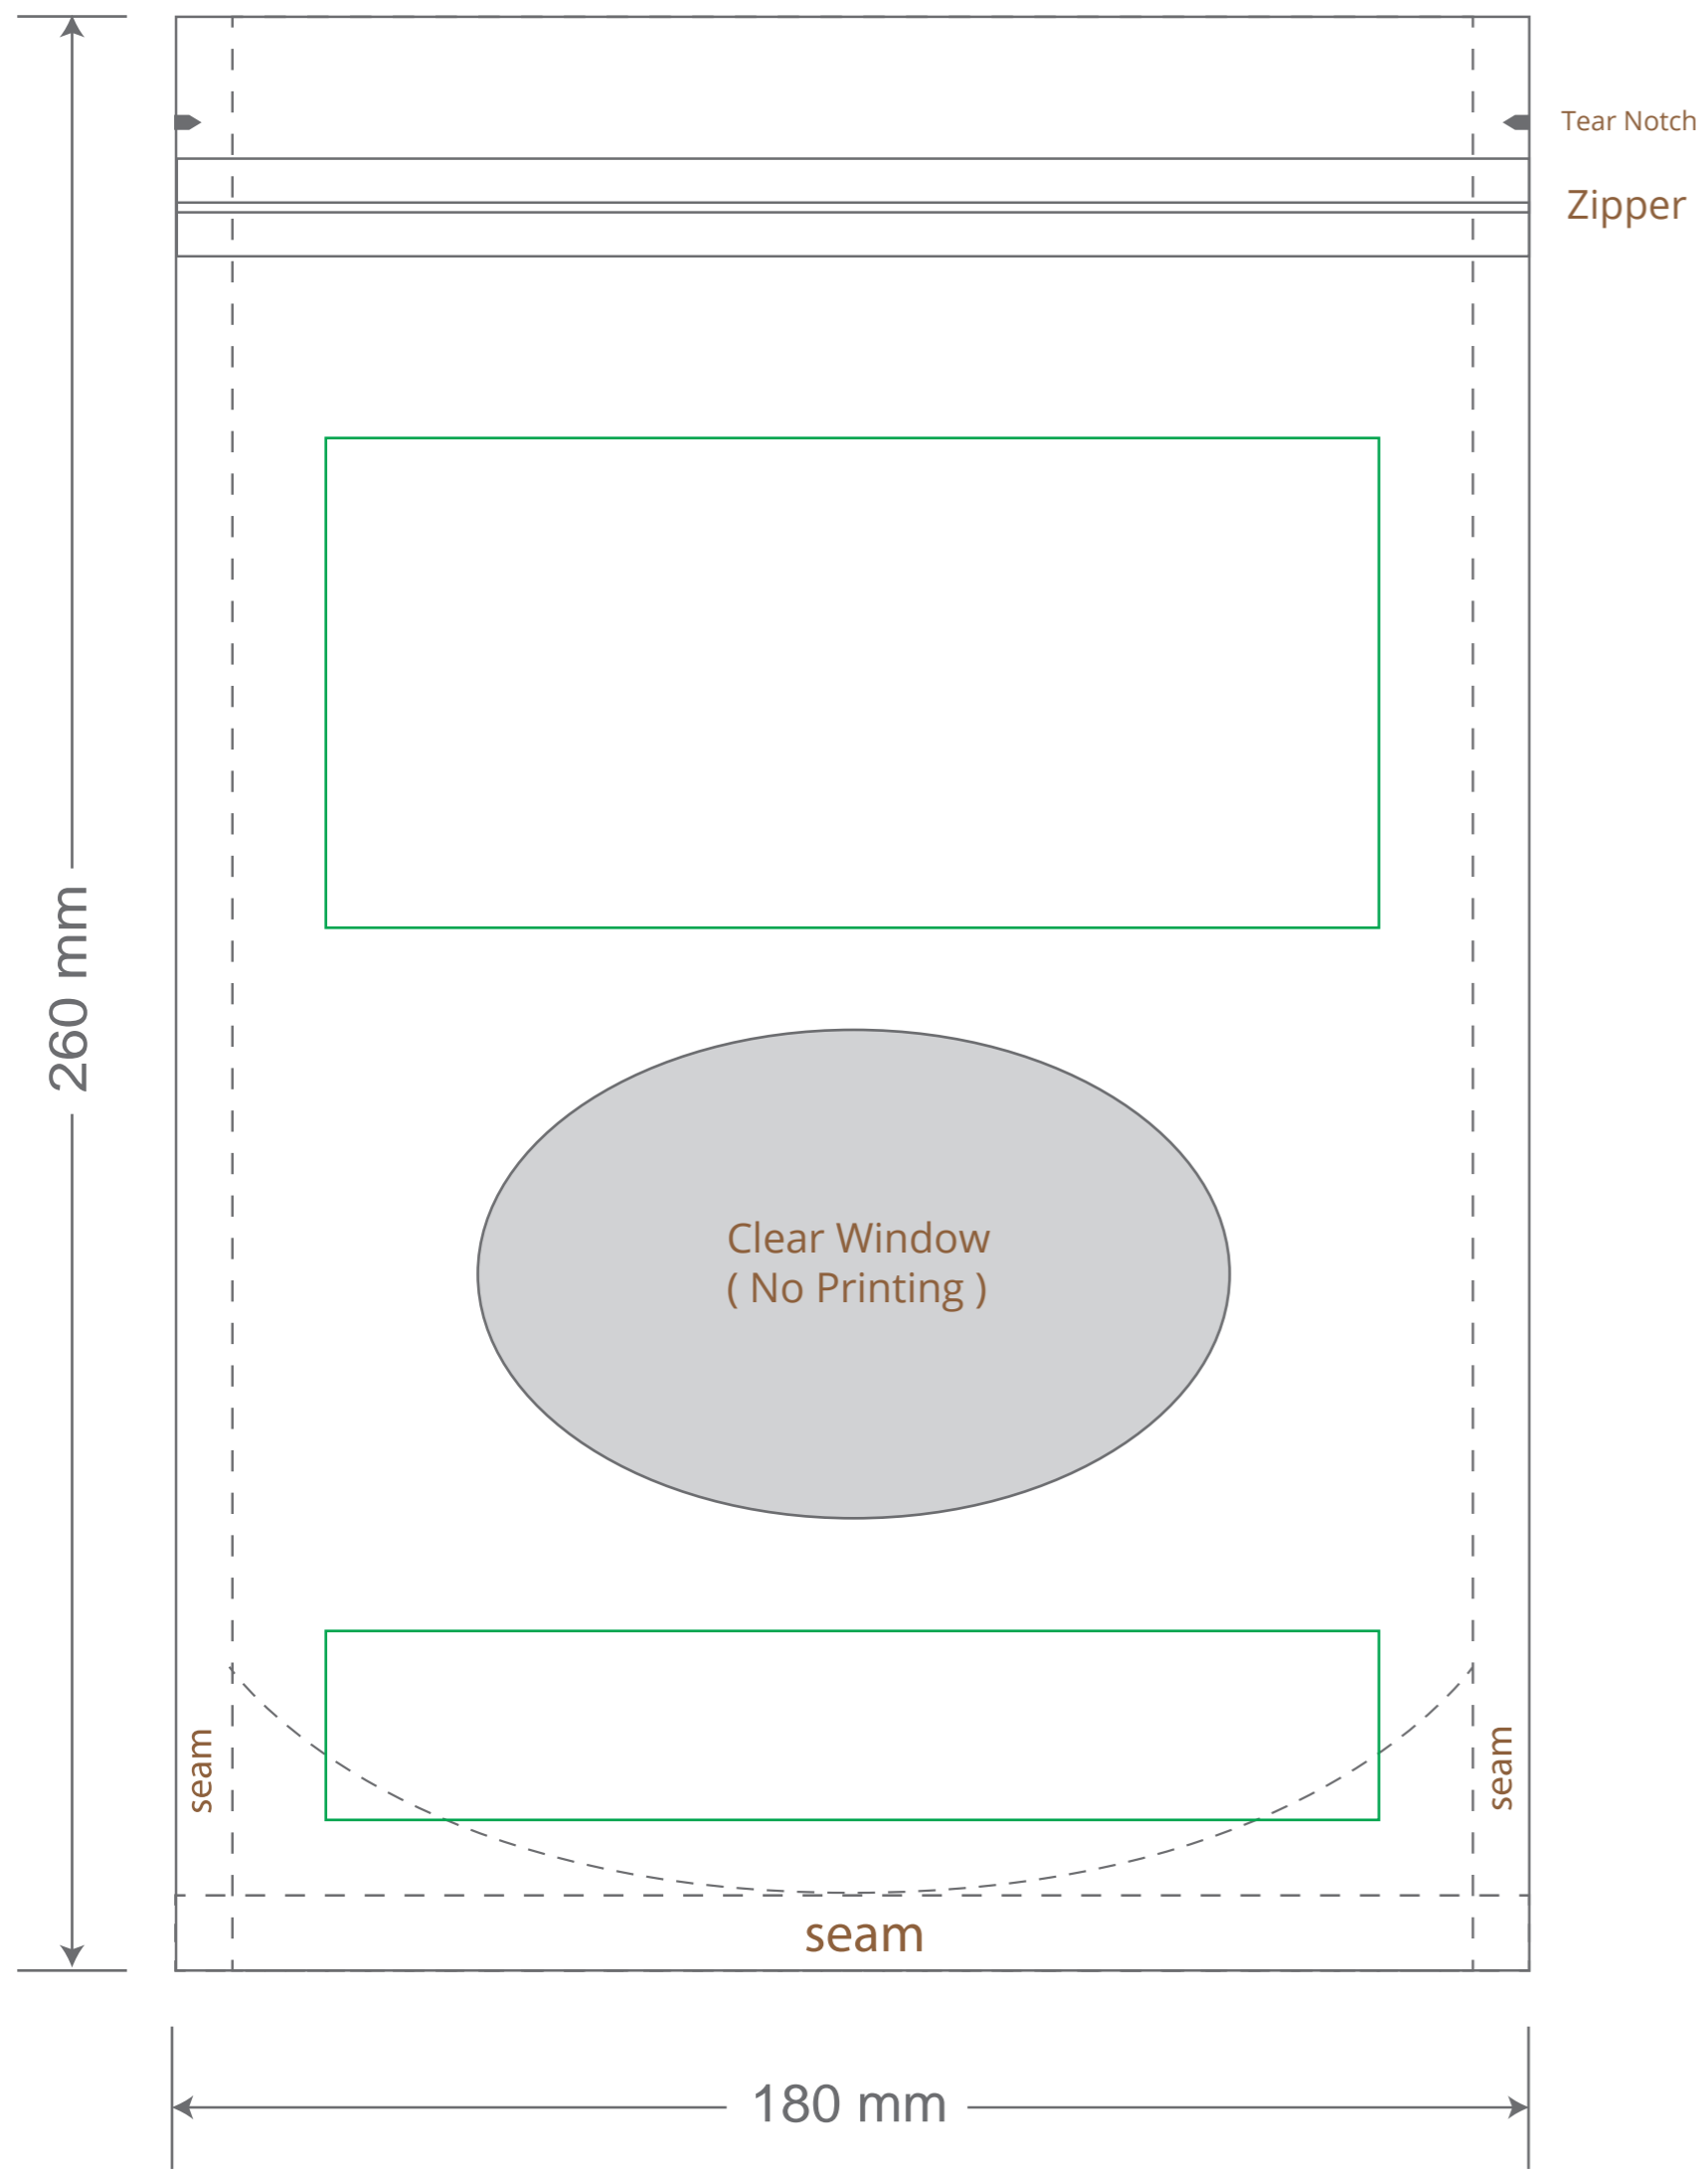 Tear Notch
Zipper
260 mm
Clear Window
( No Printing )
seam
seam
seam
180 mm